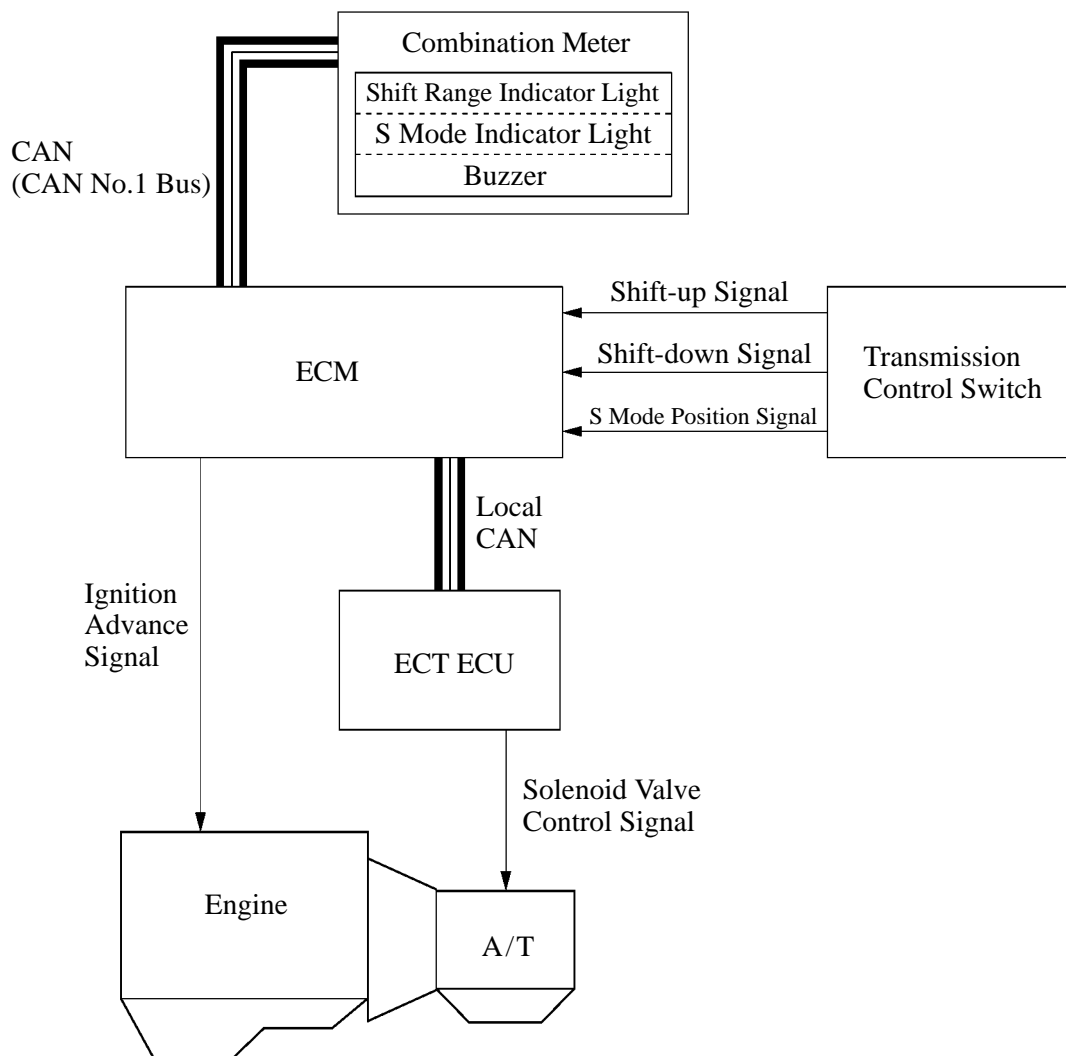 Combination Meter
Shift Range Indicator Light
S Mode Indicator Light
Buzzer
CAN
(CAN No.1 Bus)
ECM
Shift-up Signal
Shift-down Signal
S Mode Position Signal
Transmission
Control Switch
Local
CAN
Ignition
Advance
Signal
ECT ECU
Solenoid Valve
Control Signal
Engine
A/T